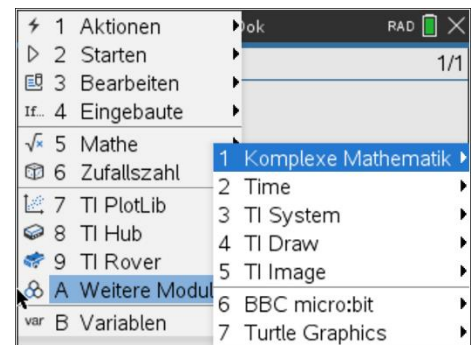 1 Aktionen
Dok RAD
2 Starten
1/1
3 Bearbeiten
If... 4 Eingebaute
√x 5 Mathe
6 Zufallszahl
7 TI PlotLib
8 TI Hub
9 TI Rover
A Weitere Modul
var B Variablen
1 Komplexe Mathematik
2 Time
3 TI System
4 TI Draw
5 TI Image
6 BBC micro:bit
7 Turtle Graphics